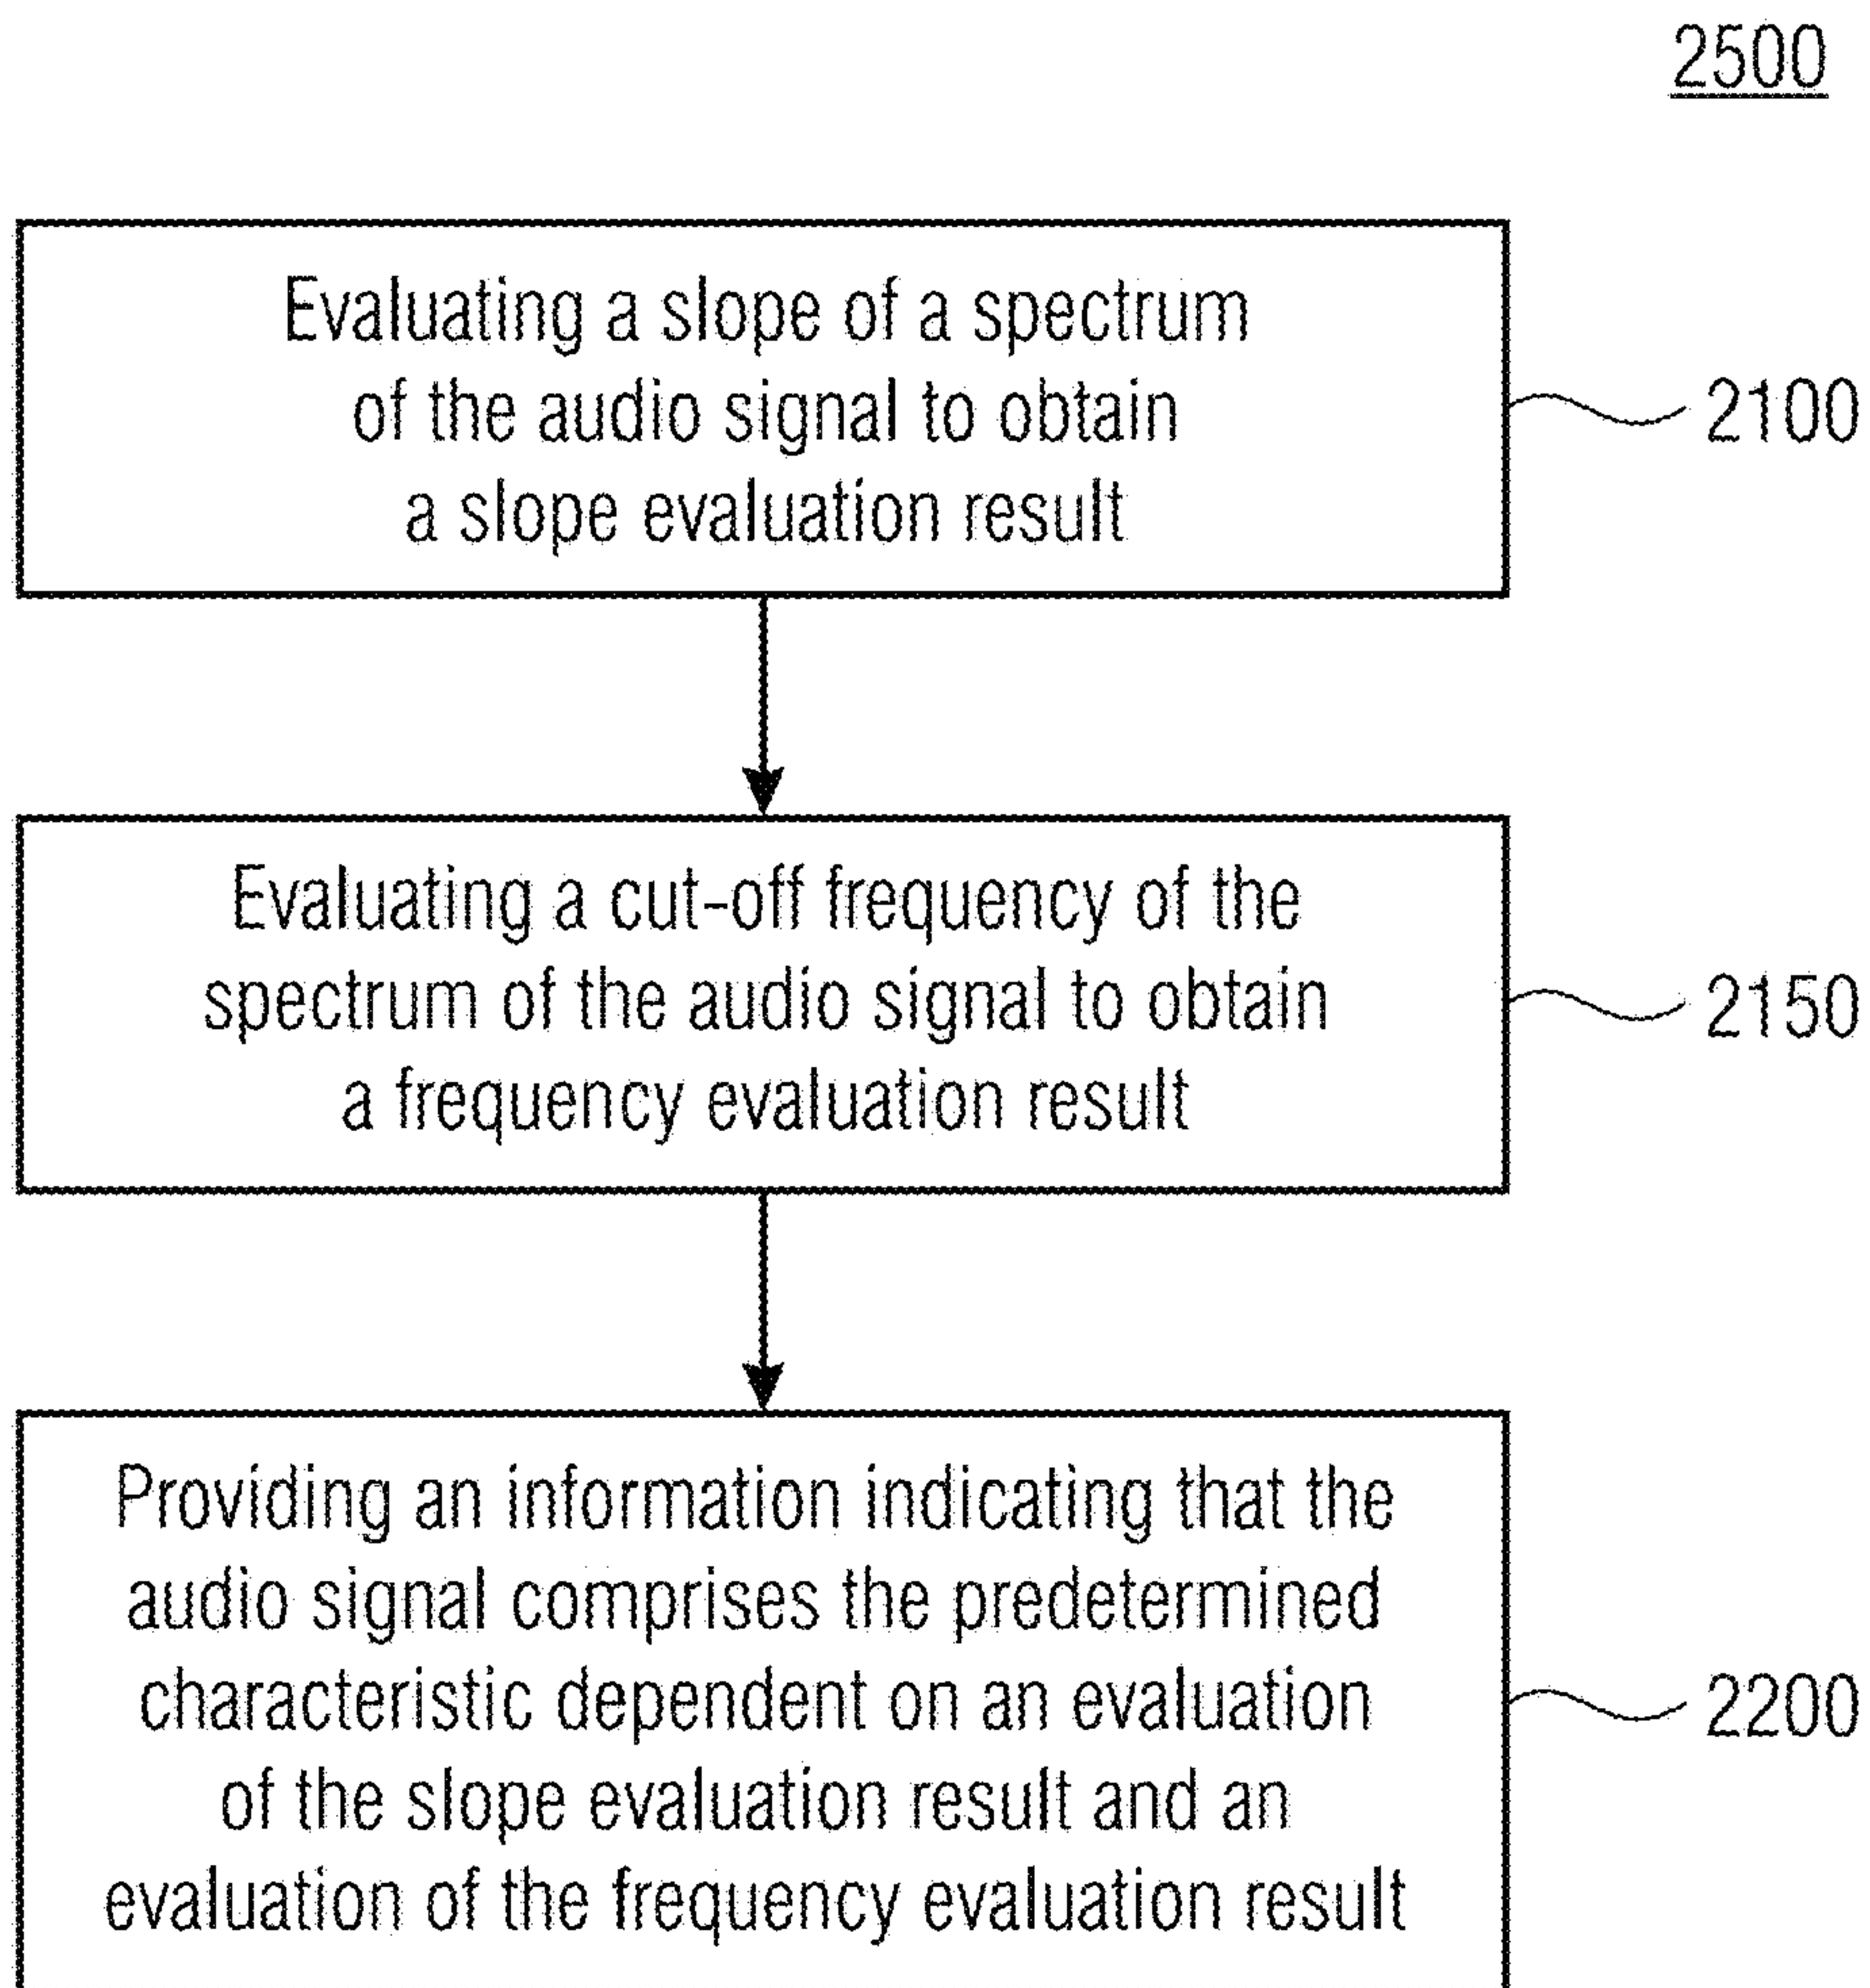 2500
Evaluating a slope of a spectrum
of the audio signal to obtain
a slope evaluation result
2100
Evaluating a cut-off frequency of the
spectrum of the audio signal to obtain
a frequency evaluation result
2150
Providing an information indicating that the
audio signal comprises the predetermined
characteristic dependent on an evaluation
of the slope evaluation result and an
evaluation of the frequency evaluation result
2200